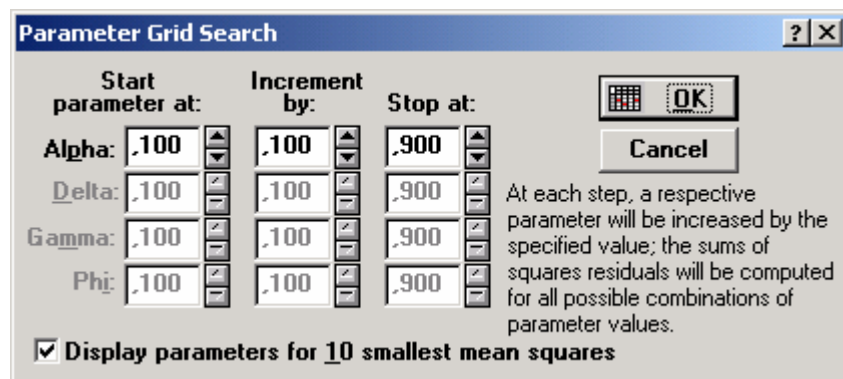 Parameter Grid Search
Start parameter at:
Increment by:
Stop at:
Alpha: ,100 ,100 ,900
Delta: ,100 ,100 ,900
Gamma: ,100 ,100 ,900
Phi: ,100 ,100 ,900
Display parameters for 10 smallest mean squares
OK
Cancel
At each step, a respective
parameter will be increased by the
specified value; the sums of
squares residuals will be computed
for all possible combinations of
parameter values.